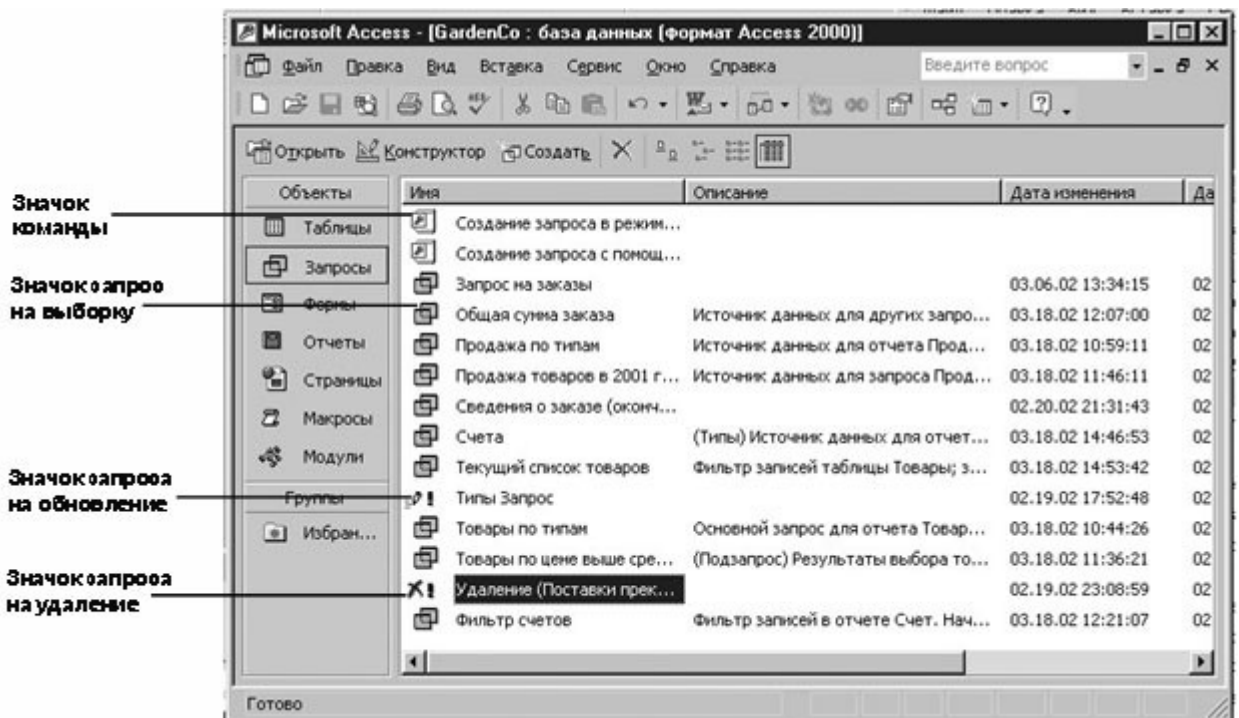 Microsoft Access - [GardenCo : база данных (формат Access 2000)]
Файл Правка Вид Вставка Сервис Окно Справка Введите вопрос
Открыть Конструктор Создать
Объекты
Таблицы
Запросы
Формы
Отчеты
Страницы
Макросы
Модули
Группы
Избран...
Имя Описание Дата изменения Да
Создание запроса в режим...
Создание запроса с помощ...
Запрос на заказы 03.06.02 13:34:15 02
Общая сумма заказа Источник данных для других запро... 03.18.02 12:07:00 02
Продажа по типам Источник данных для отчета Прод... 03.18.02 10:59:11 02
Продажа товаров в 2001 г... Источник данных для запроса Прод... 03.18.02 11:46:11 02
Сведения о заказе (оконч... 02.20.02 21:31:43 02
Счета (Типы) Источник данных для отчет... 03.18.02 14:46:53 02
Текущий список товаров Фильтр записей таблицы Товары; з... 03.18.02 14:53:42 02
Типы Запрос 02.19.02 17:52:48 02
Товары по типам Основной запрос для отчета Товар... 03.18.02 10:44:26 02
Товары по цене выше сре... (Подзапрос) Результаты выбора то... 03.18.02 11:36:21 02
Удаление (Поставки прек... 02.19.02 23:08:59 02
Фильтр счетов Фильтр записей в отчете Счет. Нач... 03.18.02 12:21:07 02
Готово
Значок
команды
Значок запрос
на выборку
Значок запроса
на обновление
Значок запроса
на удаление